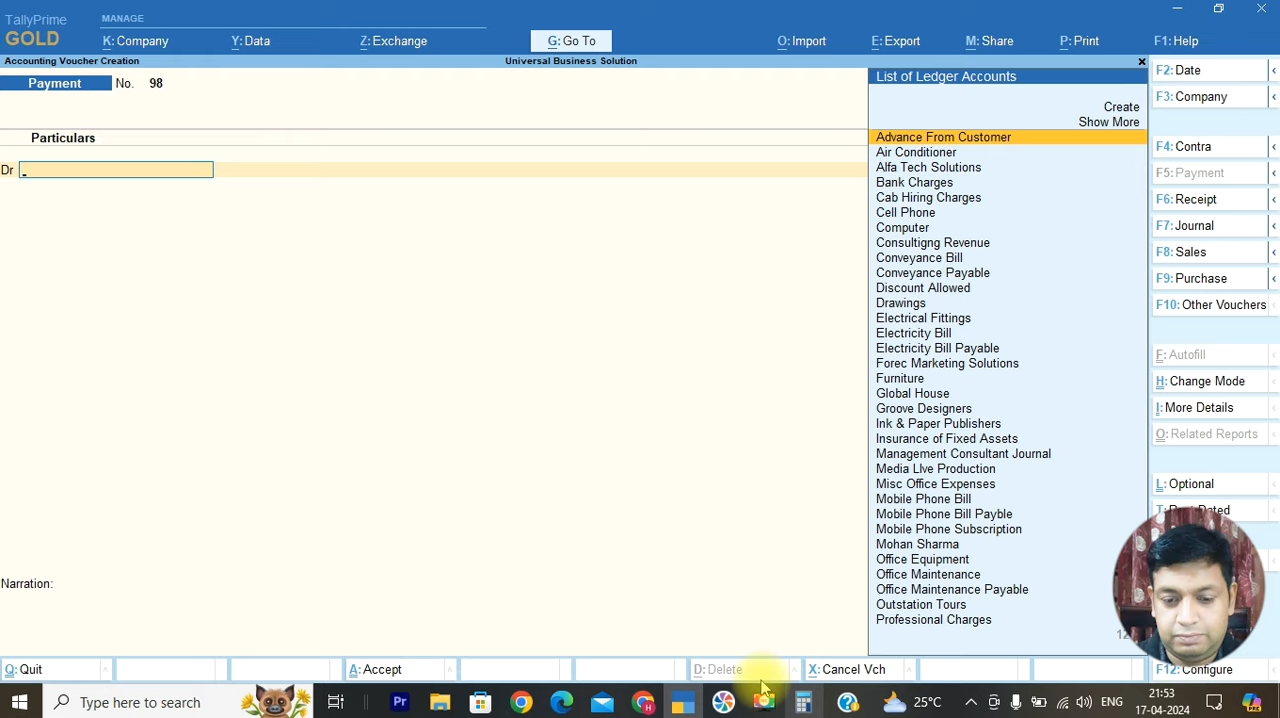 TallyPrime
MANAGE
GOLD
K: Company
Y: Data
Z: Exchange
G: Go To
O: Import
E: Export
M: Share
P: Print
F1: Help
Accounting Voucher Creation
Universal Business Solution
Payment No. 98
Particulars
Dr
Narration:
List of Ledger Accounts
Create
Show More
Advance From Customer
Air Conditioner
Alfa Tech Solutions
Bank Charges
Cab Hiring Charges
Cell Phone
Computer
Consultigng Revenue
Conveyance Bill
Conveyance Payable
Discount Allowed
Drawings
Electrical Fittings
Electricity Bill
Electricity Bill Payable
Forec Marketing Solutions
Furniture
Global House
Groove Designers
Ink & Paper Publishers
Insurance of Fixed Assets
Management Consultant Journal
Media LIve Production
Misc Office Expenses
Mobile Phone Bill
Mobile Phone Bill Payble
Mobile Phone Subscription
Mohan Sharma
Office Equipment
Office Maintenance
Office Maintenance Payable
Outstation Tours
Professional Charges
F2: Date
F3: Company
F4: Contra
F5: Payment
F6: Receipt
F7: Journal
F8: Sales
F9: Purchase
F10: Other Vouchers
F: Autofill
H: Change Mode
I: More Details
O: Related Reports
L: Optional
F12: Configure
Q: Quit
A: Accept
D: Delete
X: Cancel Vch
Type here to search
Pr
25°C
ENG
21:53
17-04-2024